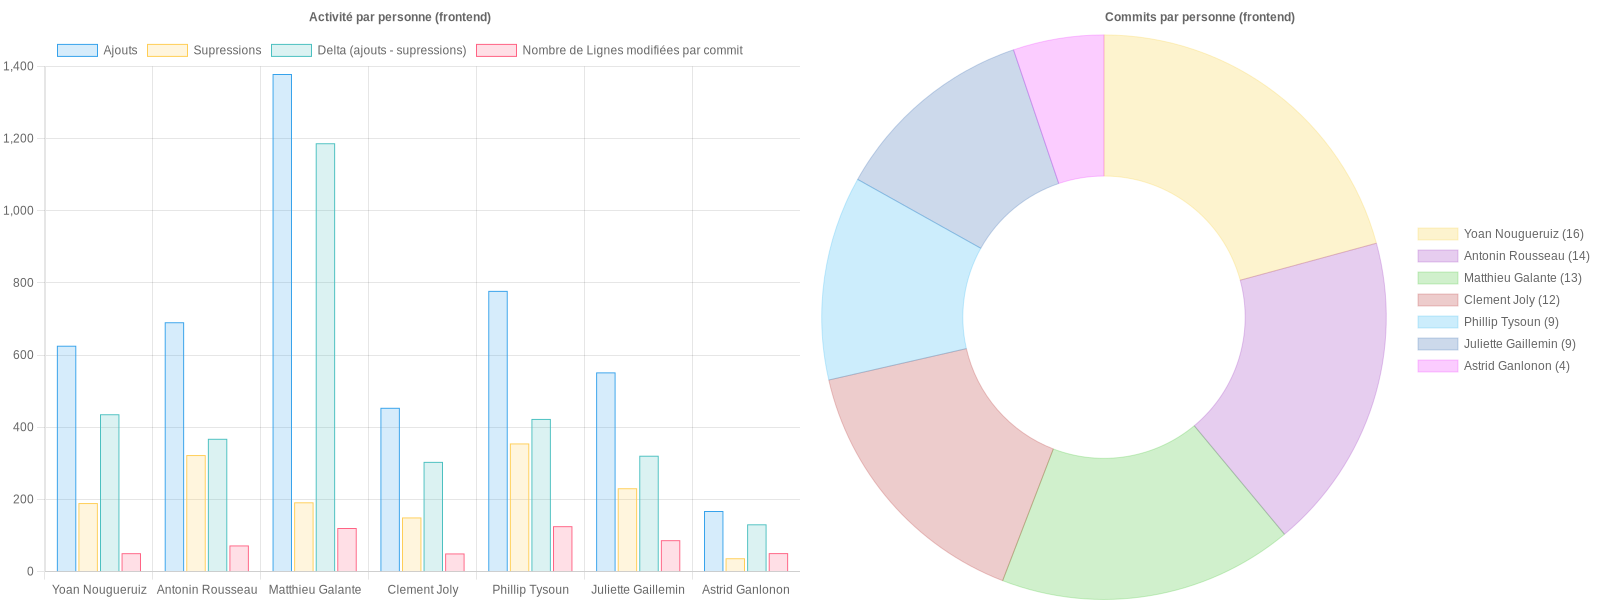 Activité par personne (frontend)
Ajouts Supressions Delta (ajouts - supressions) Nombre de Lignes modifiées par commit
1,400
1,200
1,000
800
600
400
200
0
Yoan Nougueruiz Antonin Rousseau Matthieu Galante Clement Joly Phillip Tysoun Juliette Gaillemin Astrid Ganlonon
Commits par personne (frontend)
Yoan Nougueruiz (16)
Antonin Rousseau (14)
Matthieu Galante (13)
Clement Joly (12)
Phillip Tysoun (9)
Juliette Gaillemin (9)
Astrid Ganlonon (4)